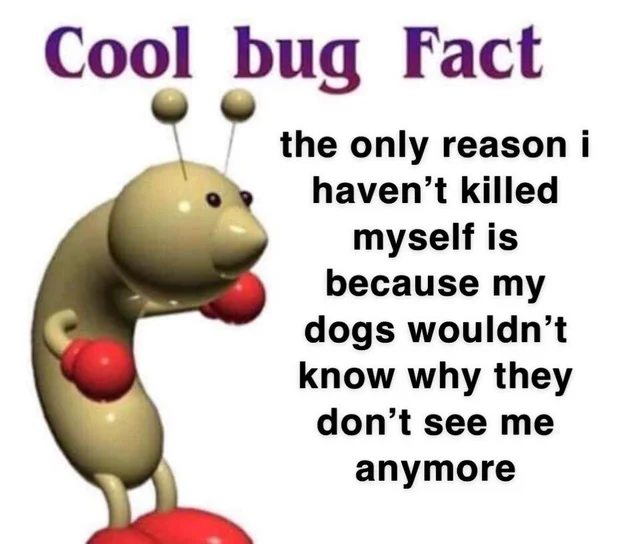 Cool bug Fact
the only reason i
haven’t killed
myself is
because my
dogs wouldn’t
know why they
don’t see me
anymore